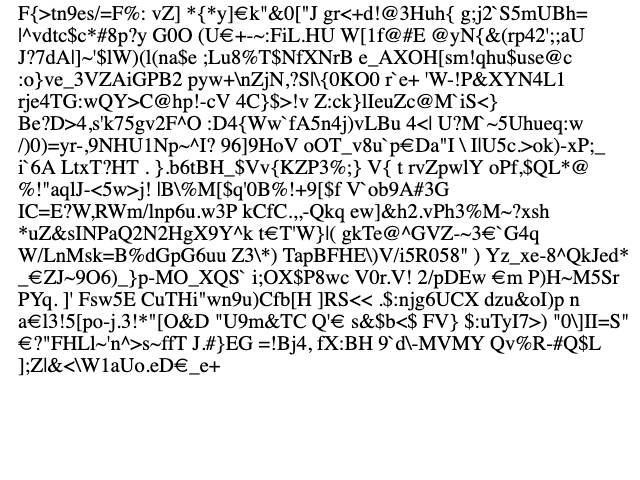 F{>tn9es/=F%: vZ] *{*y]€k"&0["J gr<+d!@3Huh{ g;j2`S5mUBh=
|^vdtc$c*#8p?y G0O (U€+-~:FiL.HU W[1f@#E @yN{&(rp42';;aU
J?7dA|]~'$lW)(l(na$e ;Lu8%T$NfXNrB e_AXOH[sm!qhu$use@c
:o}ve_3VZAiGPB2 pyw+\nZjN,?S|\{0KO0 r`e+ 'W-!P&XYN4L1
rje4TG:wQY>C@hp!-cV 4C}$>!v Z:ck}lIeuZc@M`iS<}
Be?D>4,s'k75gv2F^O :D4{Ww`fA5n4j)vLBu 4<| U?M`~5Uhueq:w
/)0)=yr-,9NHU1Np~^I? 96]9HoV oOT_v8u`p€Da"I \ Il|U5c.>ok)-xP;_
i`6A LtxT?HT . }.b6tBH_$Vv{KZP3%;} V{ t rvZpwlY oPf,$QL*@
%!"aqlJ-<5w>j! |B\%M[$q'0B%!+9[$f V`ob9A#3G
IC=E?W,RWm/lnp6u.w3P kCfC.,,-Qkq ew]&h2.vPh3%M~?xsh
*uZ&sINPaQ2N2HgX9Y^k t€T'W}|( gkTe@^GVZ-~3€`G4q
W/LnMsk=B%dGpG6uu Z3\*) TapBFHE\)V/i5R058" ) Yz_xe-8^QkJed*
_€ZJ~9O6)_}p-MO_XQS` i;OX$P8wc V0r.V! 2/pDEw €m P)H~M5Sr
PYq. ]' Fsw5E CuTHi"wn9u)Cfb[H ]RS<< .$:njg6UCX dzu&oI)p n
a€l3!5[po-j.3!*"[O&D "U9m&TC Q'€ s&$b<$ FV} $:uTyI7>) "0\]II=S"
€?"FHLl~'n^>s~ffT J.#}EG =!Bj4, fX:BH 9`d\-MVMY Qv%R-#Q$L
];Z|&<\W1aUo.eD€_e+